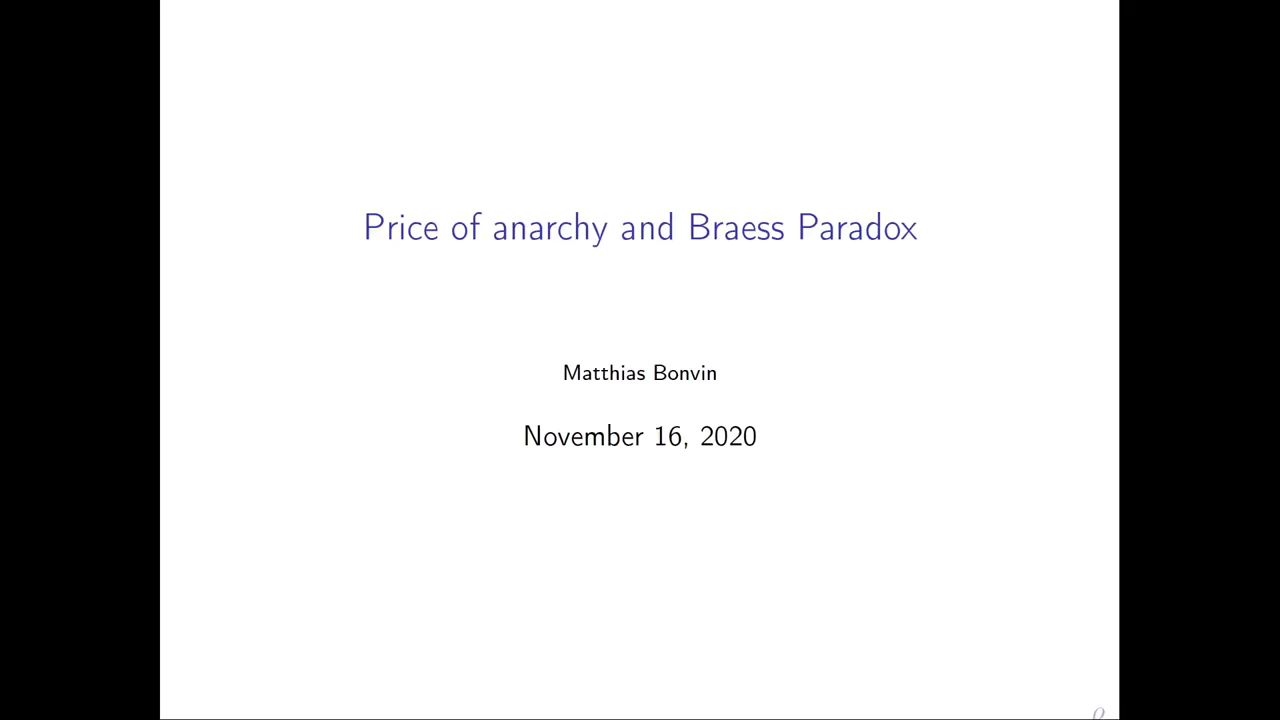 Price of anarchy and Braess Paradox
Matthias Bonvin
November 16, 2020